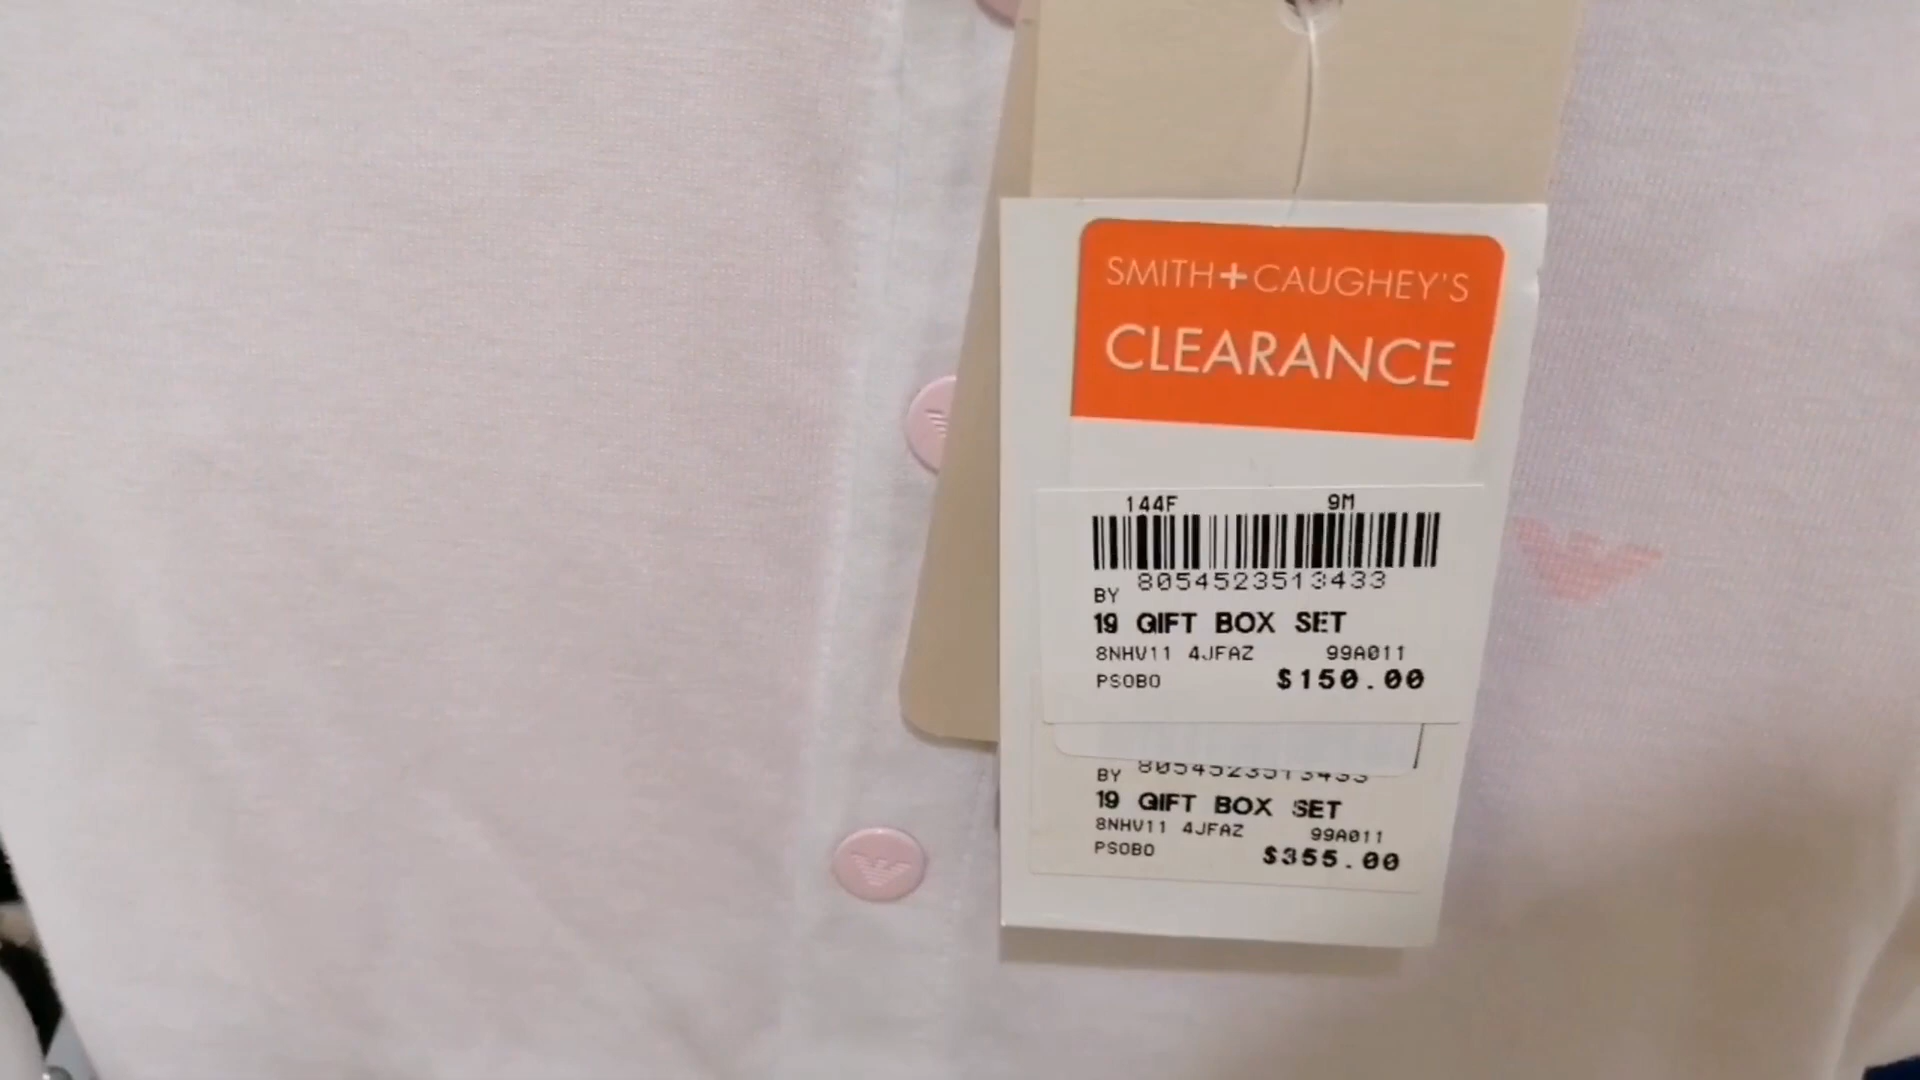 SMITH+CAUGHEY'S
CLEARANCE
144F 9M
8054523513433
BY
19 GIFT BOX SET
8NHV11 4JFAZ 99A011
PSOBO $150.00
BY 8054523513433
19 GIFT BOX SET
8NHV11 4JFAZ 99A011
PSOBO $355.00